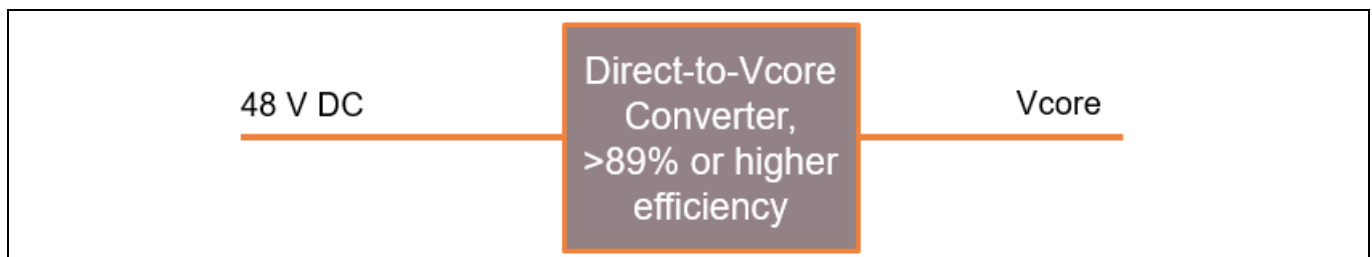 48 V DC
Direct-to-Vcore
Converter,
>89% or higher
efficiency
Vcore